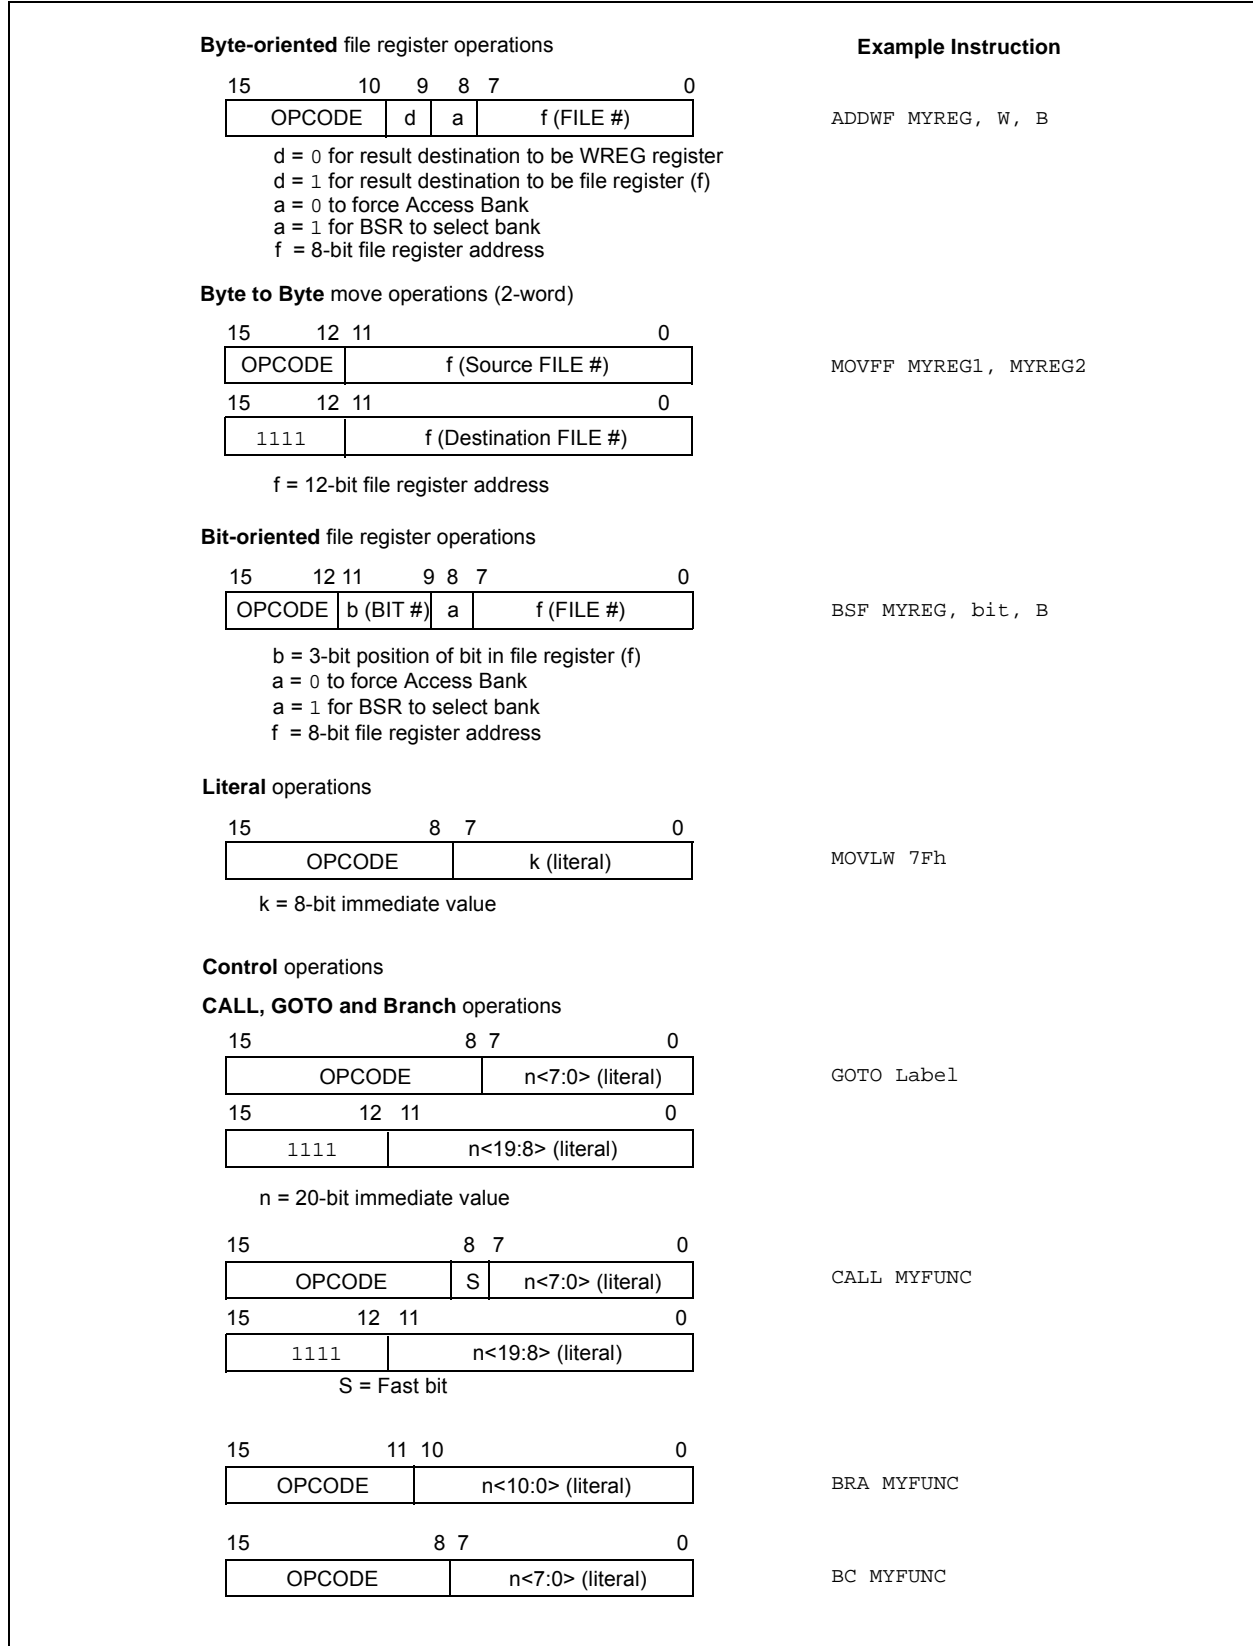 Byte-oriented file register operations
Example Instruction
15 10 9 8 7 0
OPCODE d a f (FILE #)
ADDWF MYREG, W, B
d = 0 for result destination to be WREG register
d = 1 for result destination to be file register (f)
a = 0 to force Access Bank
a = 1 for BSR to select bank
f = 8-bit file register address
Byte to Byte move operations (2-word)
15 12 11 0
OPCODE f (Source FILE #)
MOVFF MYREG1, MYREG2
15 12 11 0
1111 f (Destination FILE #)
f = 12-bit file register address
Bit-oriented file register operations
15 12 11 9 8 7 0
OPCODE b (BIT #) a f (FILE #)
BSF MYREG, bit, B
b = 3-bit position of bit in file register (f)
a = 0 to force Access Bank
a = 1 for BSR to select bank
f = 8-bit file register address
Literal operations
15 8 7 0
OPCODE k (literal)
MOVLW 7Fh
k = 8-bit immediate value
Control operations
CALL, GOTO and Branch operations
15 8 7 0
OPCODE n<7:0> (literal)
GOTO Label
15 12 11 0
1111 n<19:8> (literal)
n = 20-bit immediate value
15 8 7 0
OPCODE S n<7:0> (literal)
CALL MYFUNC
15 12 11 0
1111 n<19:8> (literal)
S = Fast bit
15 11 10 0
OPCODE n<10:0> (literal)
BRA MYFUNC
15 8 7 0
OPCODE n<7:0> (literal)
BC MYFUNC